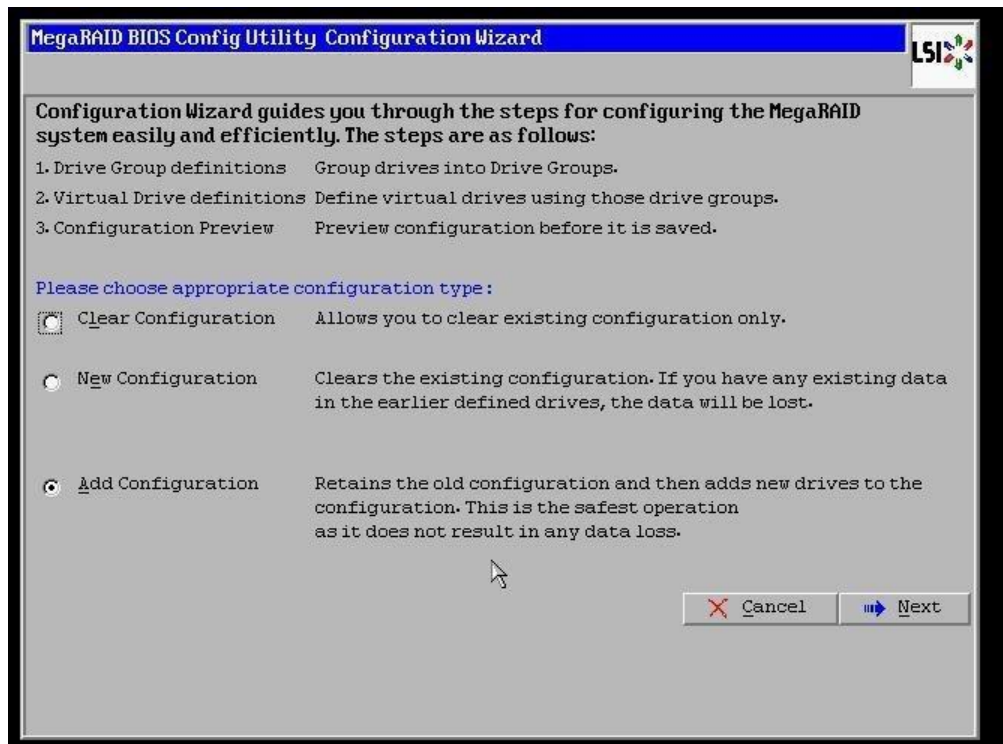 MegaRAID BIOS Config Utility Configuration Wizard
LSI
Configuration Wizard guides you through the steps for configuring the MegaRAID
system easily and efficiently. The steps are as follows:
1. Drive Group definitions Group drives into Drive Groups.
2. Virtual Drive definitions Define virtual drives using those drive groups.
3. Configuration Preview Preview configuration before it is saved.
Please choose appropriate configuration type:
Clear Configuration Allows you to clear existing configuration only.
New Configuration Clears the existing configuration. If you have any existing data
in the earlier defined drives, the data will be lost.
Add Configuration Retains the old configuration and then adds new drives to the
configuration. This is the safest operation
as it does not result in any data loss.
Cancel Next